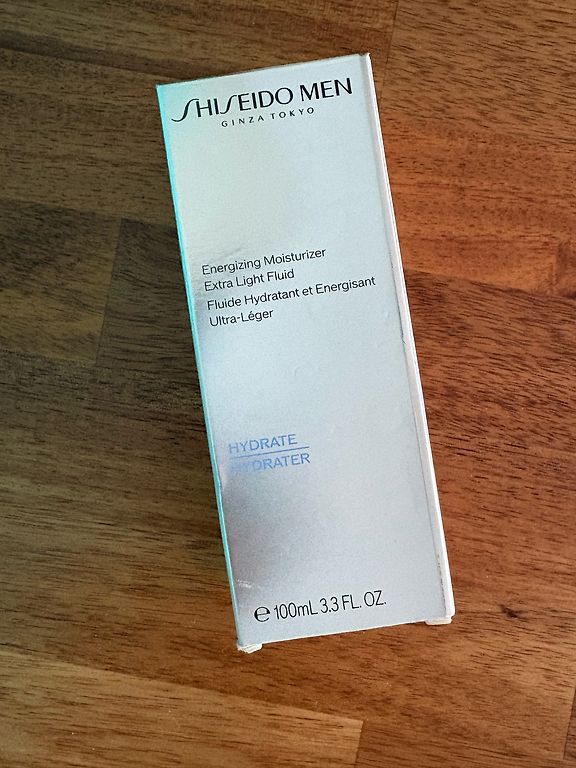 SHISEIDO MEN
GINZA TOKYO
Energizing Moisturizer
Extra Light Fluid
Fluide Hydratant et Energisant
Ultra-Léger
HYDRATE
HYDRATER
℮ 100mL 3.3 FL. OZ.